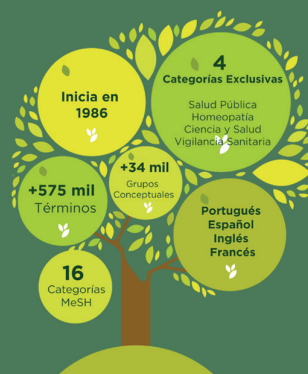 4
Categorías Exclusivas
Salud Pública
Homeopatía
Ciencia y Salud
Vigilancia Sanitaria
Inicia en
1986
+34 mil
Grupos
Conceptuales
+575 mil
Términos
Portugués
Español
Inglés
Francés
16
Categorías
MeSH